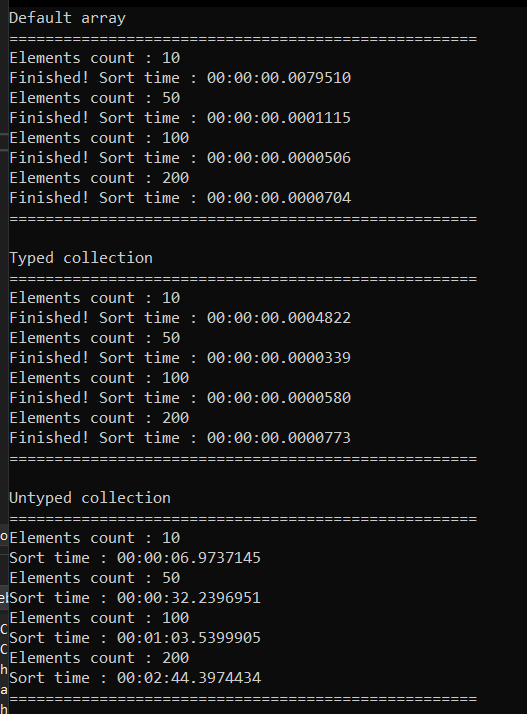 Default array
====================================================
Elements count : 10
Finished! Sort time : 00:00:00.0079510
Elements count : 50
Finished! Sort time : 00:00:00.0001115
Elements count : 100
Finished! Sort time : 00:00:00.0000506
Elements count : 200
Finished! Sort time : 00:00:00.0000704
====================================================
Typed collection
====================================================
Elements count : 10
Finished! Sort time : 00:00:00.0004822
Elements count : 50
Finished! Sort time : 00:00:00.0000339
Elements count : 100
Finished! Sort time : 00:00:00.0000580
Elements count : 200
Finished! Sort time : 00:00:00.0000773
====================================================
Untyped collection
====================================================
Elements count : 10
Sort time : 00:00:06.9737145
Elements count : 50
Sort time : 00:00:32.2396951
Elements count : 100
Sort time : 00:01:03.5399905
Elements count : 200
Sort time : 00:02:44.3974434
====================================================